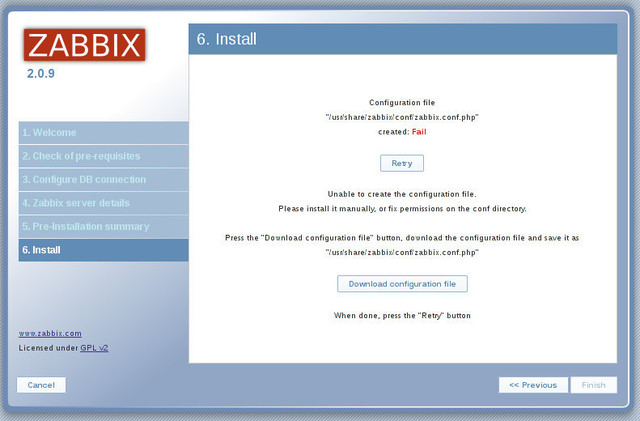 ZABBIX
2.0.9
1. Welcome
2. Check of pre-requisites
3. Configure DB connection
4. Zabbix server details
5. Pre-Installation summary
6. Install
www.zabbix.com
Licensed under GPL v2
6. Install
Configuration file
"/usr/share/zabbix/conf/zabbix.conf.php"
created: Fail
Retry
Unable to create the configuration file.
Please install it manually, or fix permissions on the conf directory.
Press the "Download configuration file" button, download the configuration file and save it as
"/usr/share/zabbix/conf/zabbix.conf.php"
Download configuration file
When done, press the "Retry" button
Cancel
<< Previous
Finish